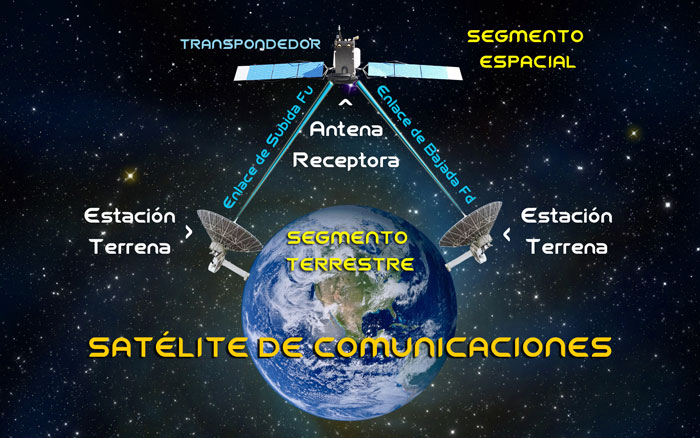 TRANSPONDEDOR
SEGMENTO
ESPACIAL
Enlace de Subida Fu
Enlace de Bajada Fd
^
Antena
Receptora
Estación
Terrena >
< Estación
Terrena
SEGMENTO
TERRESTRE
SATÉLITE DE COMUNICACIONES